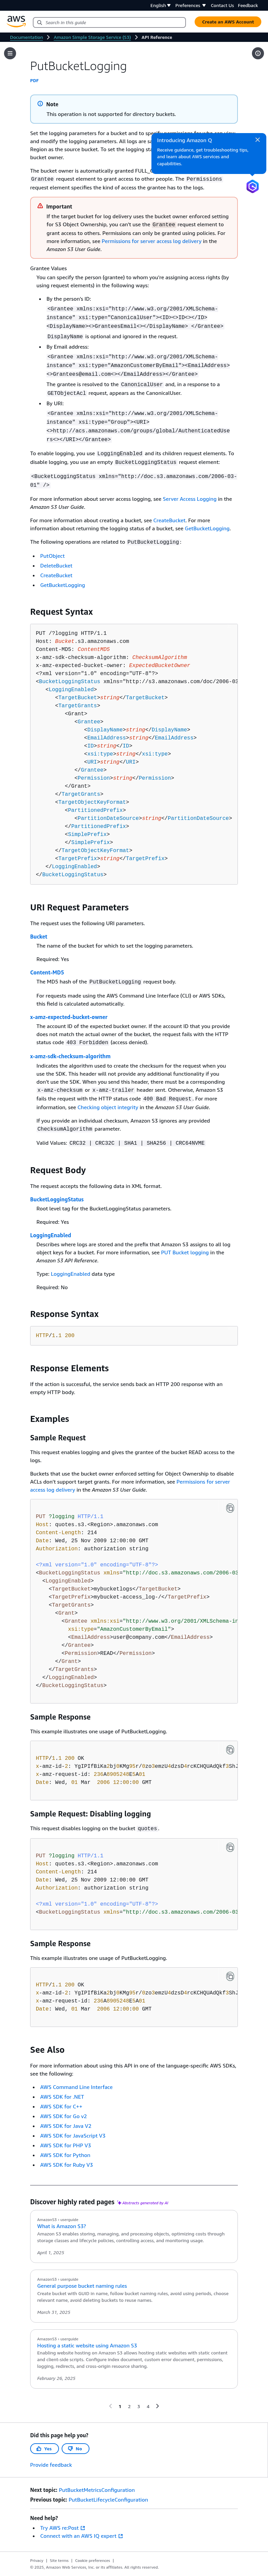 English
Preferences
Contact Us
Feedback
aws
Search in this guide
Create an AWS Account
Documentation
Amazon Simple Storage Service (S3)
API Reference
PutBucketLogging
PDF
Note
This operation is not supported for directory buckets.
Set the logging parameters for a bucket and to
modify the logging parameters. All logs are saved
source bucket. To set the logging status of a bucket,
owner.
Introducing Amazon Q
Receive guidance, get troubleshooting tips,
and learn about AWS services and
capabilities.
The bucket owner is automatically granted FULL_
Grantee request element to grant access to other people. The Permissions
request element specifies the kind of access the grantee has to the logs.
Important
If the target bucket for log delivery uses the bucket owner enforced setting
for S3 Object Ownership, you can't use the Grantee request element to
grant access to others. Permissions can only be granted using policies. For
more information, see Permissions for server access log delivery in the
Amazon S3 User Guide.
Grantee Values
You can specify the person (grantee) to whom you're assigning access rights (by
using request elements) in the following ways:
• By the person's ID:
<Grantee xmlns:xsi="http://www.w3.org/2001/XMLSchema-
instance" xsi:type="CanonicalUser"><ID><>ID<></ID>
<DisplayName><>GranteesEmail<></DisplayName> </Grantee>
DisplayName is optional and ignored in the request.
• By Email address:
<Grantee xmlns:xsi="http://www.w3.org/2001/XMLSchema-
instance" xsi:type="AmazonCustomerByEmail"><EmailAddress>
<>Grantees@email.com<></EmailAddress></Grantee>
The grantee is resolved to the CanonicalUser and, in a response to a
GETObjectAcl request, appears as the CanonicalUser.
• By URI:
<Grantee xmlns:xsi="http://www.w3.org/2001/XMLSchema-
instance" xsi:type="Group"><URI>
<>http://acs.amazonaws.com/groups/global/AuthenticatedUse
rs<></URI></Grantee>
To enable logging, you use LoggingEnabled and its children request elements. To
disable logging, you use an empty BucketLoggingStatus request element:
<BucketLoggingStatus xmlns="http://doc.s3.amazonaws.com/2006-03-
01" />
For more information about server access logging, see Server Access Logging in the
Amazon S3 User Guide.
For more information about creating a bucket, see CreateBucket. For more
information about returning the logging status of a bucket, see GetBucketLogging.
The following operations are related to PutBucketLogging:
• PutObject
• DeleteBucket
• CreateBucket
• GetBucketLogging
Request Syntax
PUT /?logging HTTP/1.1
Host: Bucket.s3.amazonaws.com
Content-MD5: ContentMD5
x-amz-sdk-checksum-algorithm: ChecksumAlgorithm
x-amz-expected-bucket-owner: ExpectedBucketOwner
<?xml version="1.0" encoding="UTF-8"?>
<BucketLoggingStatus xmlns="http://s3.amazonaws.com/doc/2006-03
<LoggingEnabled>
<TargetBucket>string</TargetBucket>
<TargetGrants>
<Grant>
<Grantee>
<DisplayName>string</DisplayName>
<EmailAddress>string</EmailAddress>
<ID>string</ID>
<xsi:type>string</xsi:type>
<URI>string</URI>
</Grantee>
<Permission>string</Permission>
</Grant>
</TargetGrants>
<TargetObjectKeyFormat>
<PartitionedPrefix>
<PartitionDateSource>string</PartitionDateSource>
</PartitionedPrefix>
<SimplePrefix>
</SimplePrefix>
</TargetObjectKeyFormat>
<TargetPrefix>string</TargetPrefix>
</LoggingEnabled>
</BucketLoggingStatus>
URI Request Parameters
The request uses the following URI parameters.
Bucket
The name of the bucket for which to set the logging parameters.
Required: Yes
Content-MD5
The MD5 hash of the PutBucketLogging request body.
For requests made using the AWS Command Line Interface (CLI) or AWS SDKs,
this field is calculated automatically.
x-amz-expected-bucket-owner
The account ID of the expected bucket owner. If the account ID that you provide
does not match the actual owner of the bucket, the request fails with the HTTP
status code 403 Forbidden (access denied).
x-amz-sdk-checksum-algorithm
Indicates the algorithm used to create the checksum for the request when you
use the SDK. This header will not provide any additional functionality if you
don't use the SDK. When you send this header, there must be a corresponding
x-amz-checksum or x-amz-trailer header sent. Otherwise, Amazon S3
fails the request with the HTTP status code 400 Bad Request. For more
information, see Checking object integrity in the Amazon S3 User Guide.
If you provide an individual checksum, Amazon S3 ignores any provided
ChecksumAlgorithm parameter.
Valid Values: CRC32 | CRC32C | SHA1 | SHA256 | CRC64NVME
Request Body
The request accepts the following data in XML format.
BucketLoggingStatus
Root level tag for the BucketLoggingStatus parameters.
Required: Yes
LoggingEnabled
Describes where logs are stored and the prefix that Amazon S3 assigns to all log
object keys for a bucket. For more information, see PUT Bucket logging in the
Amazon S3 API Reference.
Type: LoggingEnabled data type
Required: No
Response Syntax
HTTP/1.1 200
Response Elements
If the action is successful, the service sends back an HTTP 200 response with an
empty HTTP body.
Examples
Sample Request
This request enables logging and gives the grantee of the bucket READ access to the
logs.
Buckets that use the bucket owner enforced setting for Object Ownership to disable
ACLs don't support target grants. For more information, see Permissions for server
access log delivery in the Amazon S3 User Guide.
PUT ?logging HTTP/1.1
Host: quotes.s3.<Region>.amazonaws.com
Content-Length: 214
Date: Wed, 25 Nov 2009 12:00:00 GMT
Authorization: authorization string
<?xml version="1.0" encoding="UTF-8"?>
<BucketLoggingStatus xmlns="http://doc.s3.amazonaws.com/2006-03
<LoggingEnabled>
<TargetBucket>mybucketlogs</TargetBucket>
<TargetPrefix>mybucket-access_log-/</TargetPrefix>
<TargetGrants>
<Grant>
<Grantee xmlns:xsi="http://www.w3.org/2001/XMLSchema-in
xsi:type="AmazonCustomerByEmail">
<EmailAddress>user@company.com</EmailAddress>
</Grantee>
<Permission>READ</Permission>
</Grant>
</TargetGrants>
</LoggingEnabled>
</BucketLoggingStatus>
Sample Response
This example illustrates one usage of PutBucketLogging.
HTTP/1.1 200 OK
x-amz-request-id: 236A8905248E5A01
Date: Wed, 01 Mar 2006 12:00:00 GMT
Sample Request: Disabling logging
This request disables logging on the bucket quotes.
PUT ?logging HTTP/1.1
Host: quotes.s3.<Region>.amazonaws.com
Content-Length: 214
Date: Wed, 25 Nov 2009 12:00:00 GMT
Authorization: authorization string
<?xml version="1.0" encoding="UTF-8"?>
<BucketLoggingStatus xmlns="http://doc.s3.amazonaws.com/2006-03
Sample Response
This example illustrates one usage of PutBucketLogging.
HTTP/1.1 200 OK
x-amz-request-id: 236A8905248E5A01
Date: Wed, 01 Mar 2006 12:00:00 GMT
See Also
For more information about using this API in one of the language-specific AWS SDKs,
see the following:
• AWS Command Line Interface
• AWS SDK for .NET
• AWS SDK for C++
• AWS SDK for Go v2
• AWS SDK for Java V2
• AWS SDK for JavaScript V3
• AWS SDK for PHP V3
• AWS SDK for Python
• AWS SDK for Ruby V3
Discover highly rated pages
Abstracts generated by AI
AmazonS3 › userguide
What is Amazon S3?
Amazon S3 enables storing, managing, and processing objects, optimizing costs through
storage classes and lifecycle policies, controlling access, and monitoring usage.
April 1, 2025
AmazonS3 › userguide
General purpose bucket naming rules
Create bucket with GUID in name, follow bucket naming rules, avoid using periods, choose
relevant name, avoid deleting buckets to reuse names.
March 31, 2025
AmazonS3 › userguide
Hosting a static website using Amazon S3
Enabling website hosting on Amazon S3 allows hosting static websites with static content
and client-side scripts. Configure index document, custom error document, permissions,
logging, redirects, and cross-origin resource sharing.
February 26, 2025
1 2 3 4
Did this page help you?
Yes
No
Provide feedback
Next topic: PutBucketMetricsConfiguration
Previous topic: PutBucketLifecycleConfiguration
Need help?
• Try AWS re:Post
• Connect with an AWS IQ expert
Privacy | Site terms | Cookie preferences |
© 2025, Amazon Web Services, Inc. or its affiliates. All rights reserved.